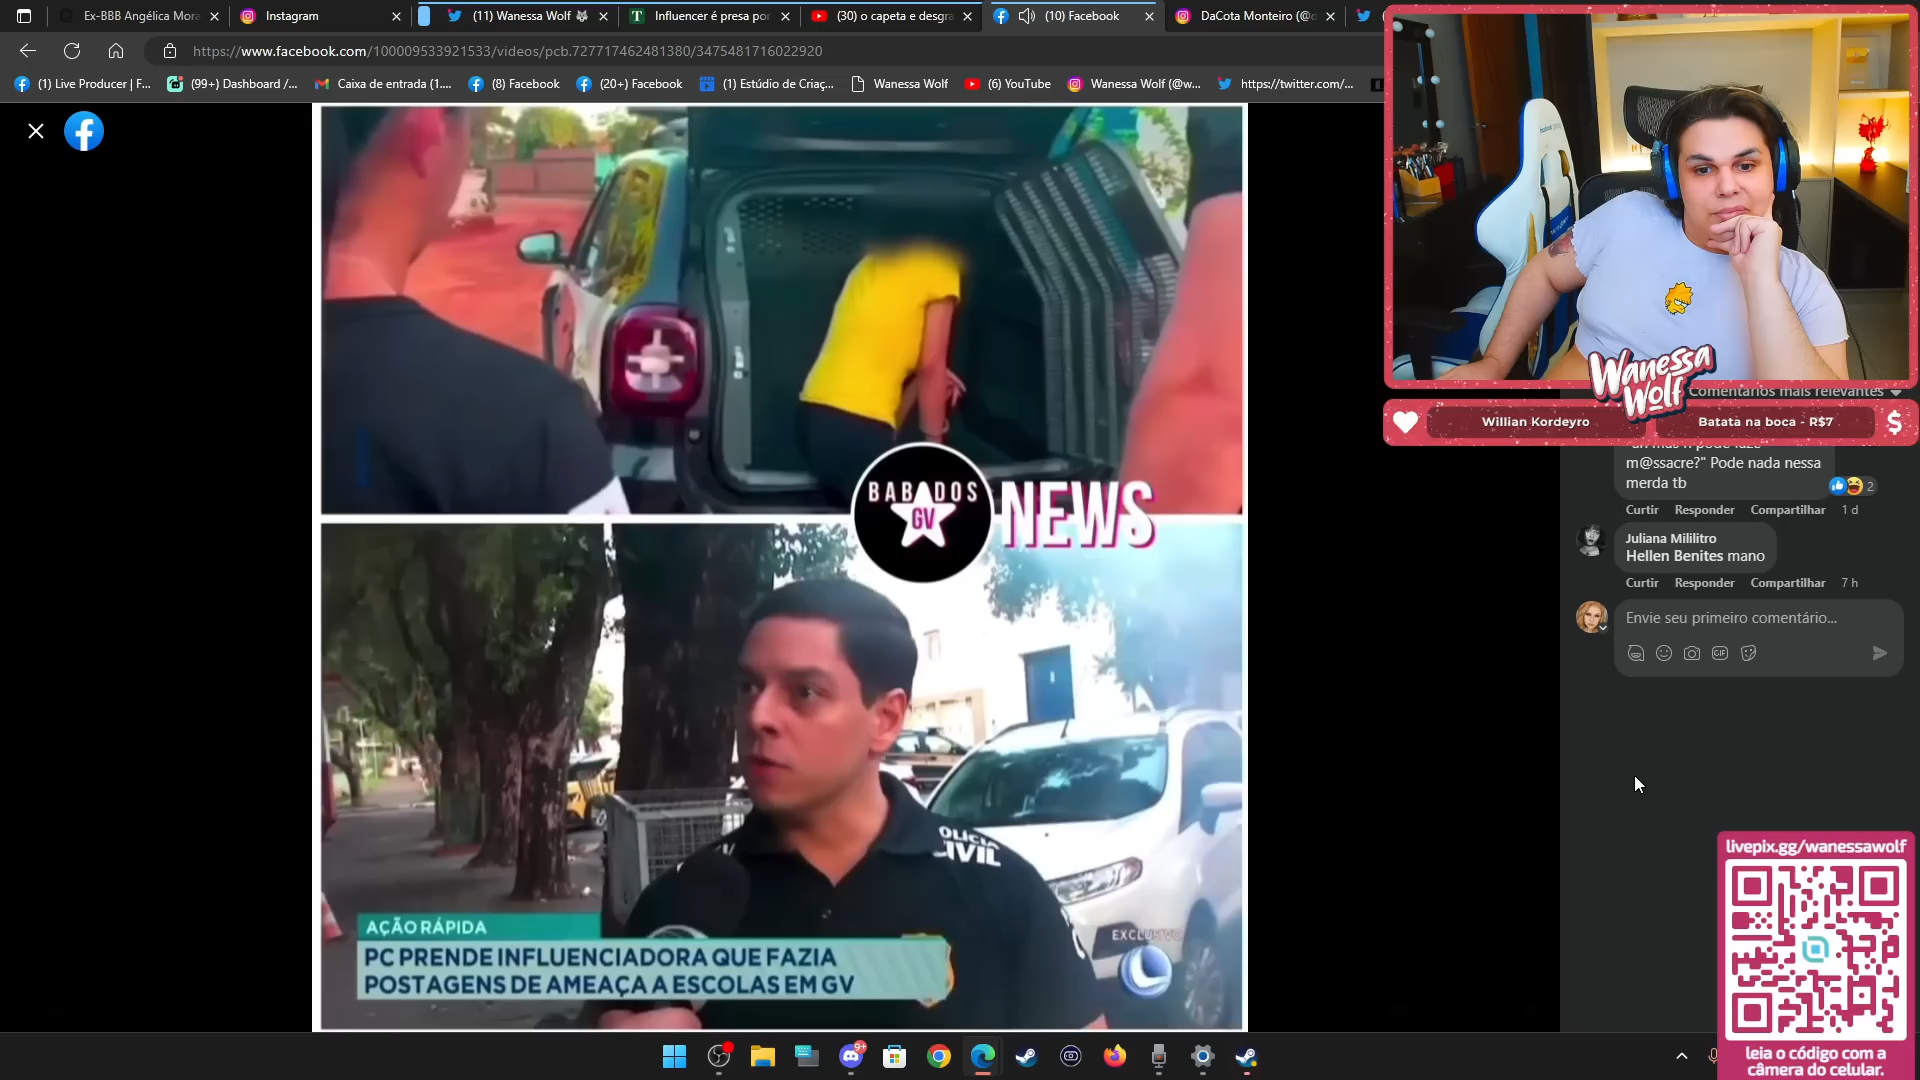 Ex-BBB Angélica Mora
Instagram
(11) Wanessa Wolf
Influencer é presa por
(30) o capeta e desgra
(10) Facebook
DaCota Monteiro (@
https://www.facebook.com/100009533921533/videos/pcb.727717462481380/3475481716022920
(1) Live Producer | F...
(99+) Dashboard /...
Caixa de entrada (1....
(8) Facebook
(20+) Facebook
(1) Estúdio de Criaç...
Wanessa Wolf
(6) YouTube
Wanessa Wolf (@w...
https://twitter.com/...
Wanessa
Wolf
Comentários mais relevantes
Willian Kordeyro
Batata na boca - R$7
$
m@ssacre?" Pode nada nessa
merda tb
2
Curtir Responder Compartilhar 1 d
Juliana Mililitro
Hellen Benites mano
Curtir Responder Compartilhar 7 h
Envie seu primeiro comentário...
GIF
BABADOS
GV
NEWS
OLÍCIA
IVIL
AÇÃO RÁPIDA
PC PRENDE INFLUENCIADORA QUE FAZIA
POSTAGENS DE AMEAÇA A ESCOLAS EM GV
EXCLUSIVO
livepix.gg/wanessawolf
leia o código com a
câmera do celular.
9+